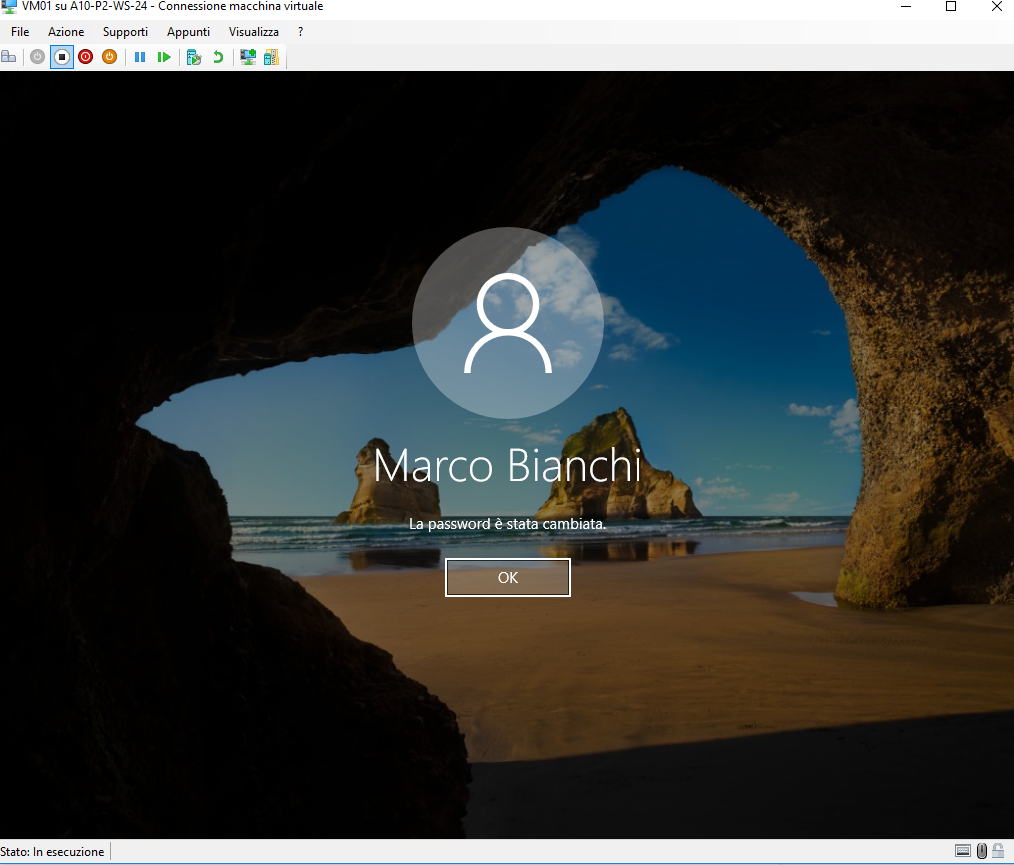 VM01 su A10-P2-WS-24 - Connessione macchina virtuale
File Azione Supporti Appunti Visualizza ?
Marco Bianchi
La password è stata cambiata.
OK
Stato: In esecuzione